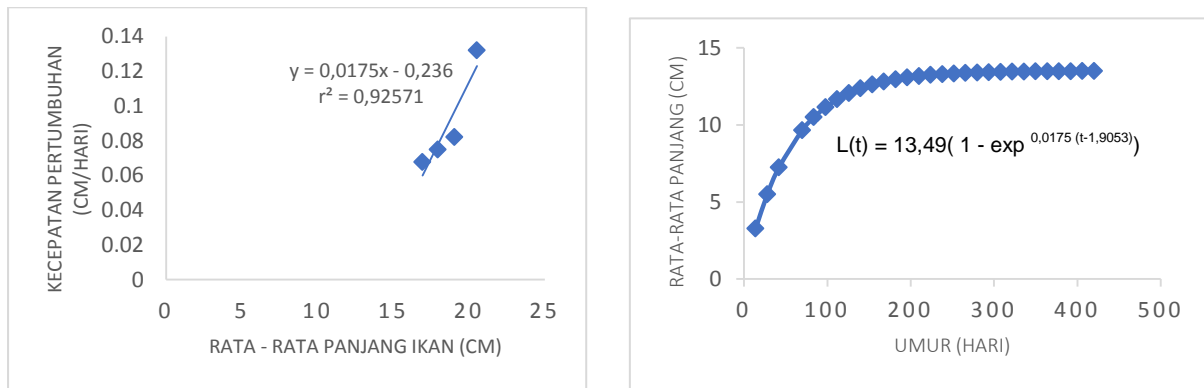 KECEPATAN PERTUMBUHAN
(CM/HARI)
0.14
0.12
0.1
0.08
0.06
0.04
0.02
0
y = 0,0175x - 0,236
r² = 0,92571
0 5 10 15 20 25
RATA - RATA PANJANG IKAN (CM)
RATA-RATA PANJANG (CM)
15
10
5
0
L(t) = 13,49( 1 - exp 0,0175 (t-1,9053))
0 100 200 300 400 500
UMUR (HARI)